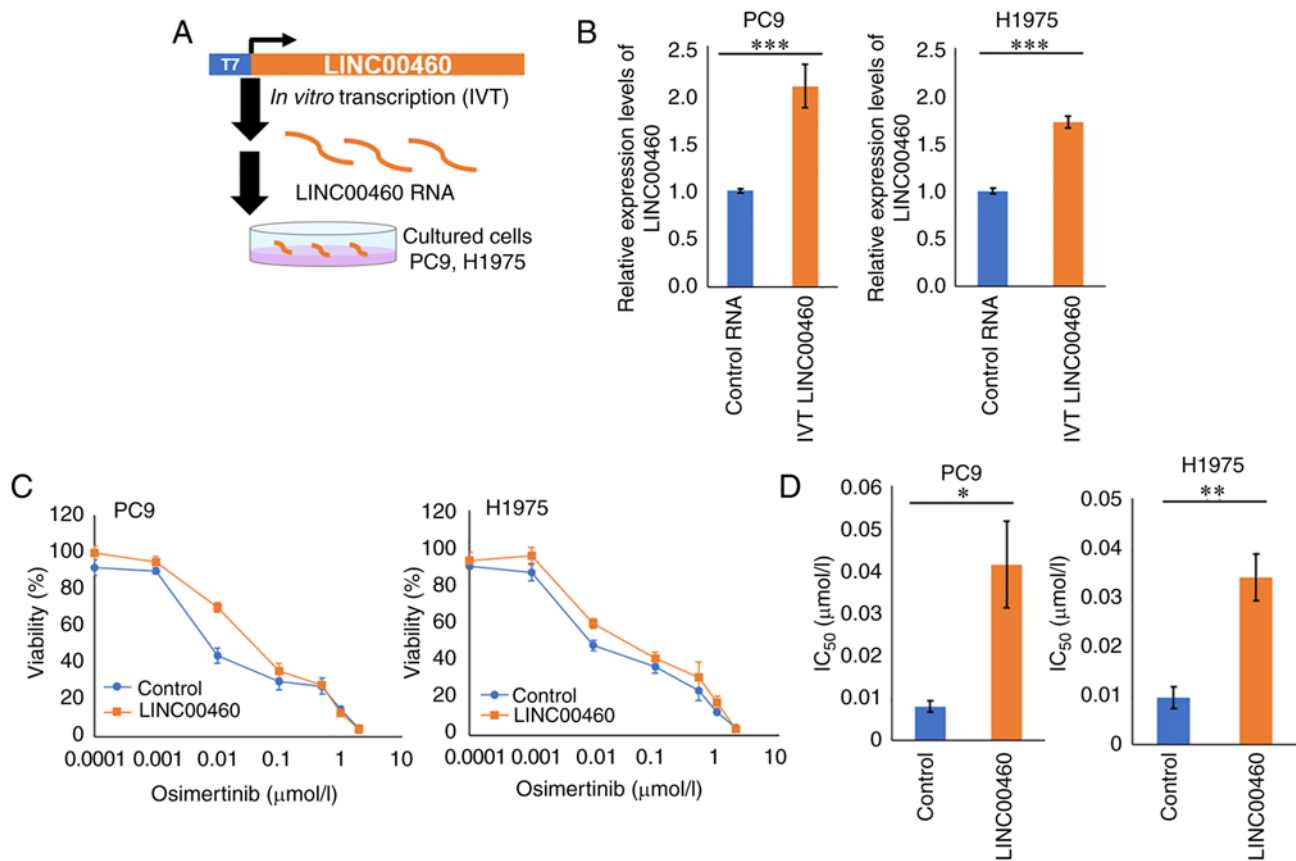 A
T7
LINC00460
In vitro transcription (IVT)
LINC00460 RNA
Cultured cells
PC9, H1975
B
PC9
***
Relative expression levels of
LINC00460
2.5
2.0
1.5
1.0
0.5
0.0
Control RNA
IVT LINC00460
H1975
***
Relative expression levels of
LINC00460
2.5
2.0
1.5
1.0
0.5
0.0
Control RNA
IVT LINC00460
C
PC9
Viability (%)
120
100
80
60
40
20
0
Control
LINC00460
0.0001 0.001 0.01 0.1 1 10
Osimertinib (μmol/l)
H1975
Viability (%)
120
100
80
60
40
20
0
Control
LINC00460
0.0001 0.001 0.01 0.1 1 10
Osimertinib (μmol/l)
D
PC9
*
IC50 (μmol/l)
0.06
0.05
0.04
0.03
0.02
0.01
0
Control
LINC00460
H1975
**
IC50 (μmol/l)
0.05
0.04
0.03
0.02
0.01
0
Control
LINC00460